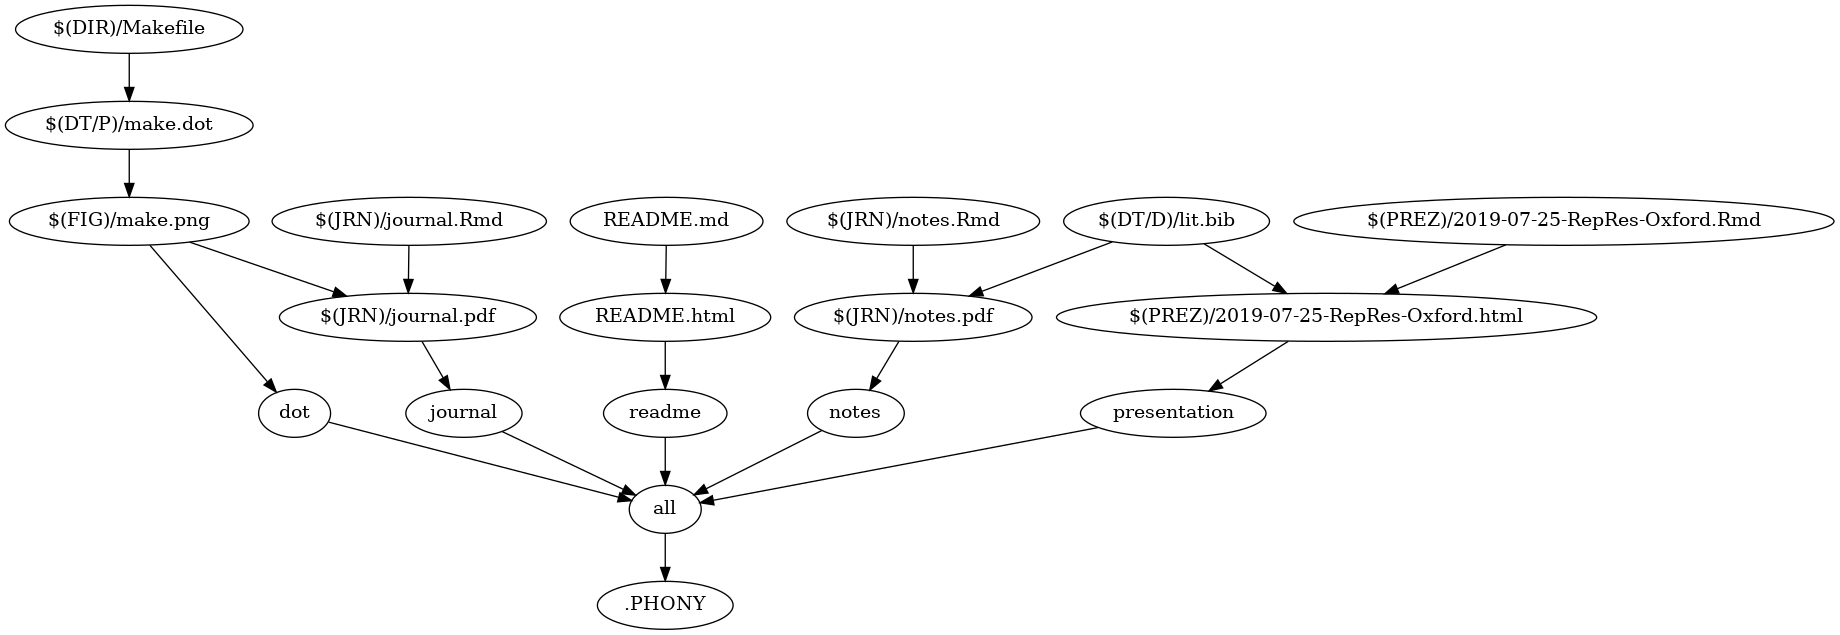 $(DIR)/Makefile
$(DT/P)/make.dot
$(FIG)/make.png
$(JRN)/journal.Rmd
README.md
$(JRN)/notes.Rmd
$(DT/D)/lit.bib
$(PREZ)/2019-07-25-RepRes-Oxford.Rmd
$(JRN)/journal.pdf
README.html
$(JRN)/notes.pdf
$(PREZ)/2019-07-25-RepRes-Oxford.html
dot
journal
readme
notes
presentation
all
.PHONY